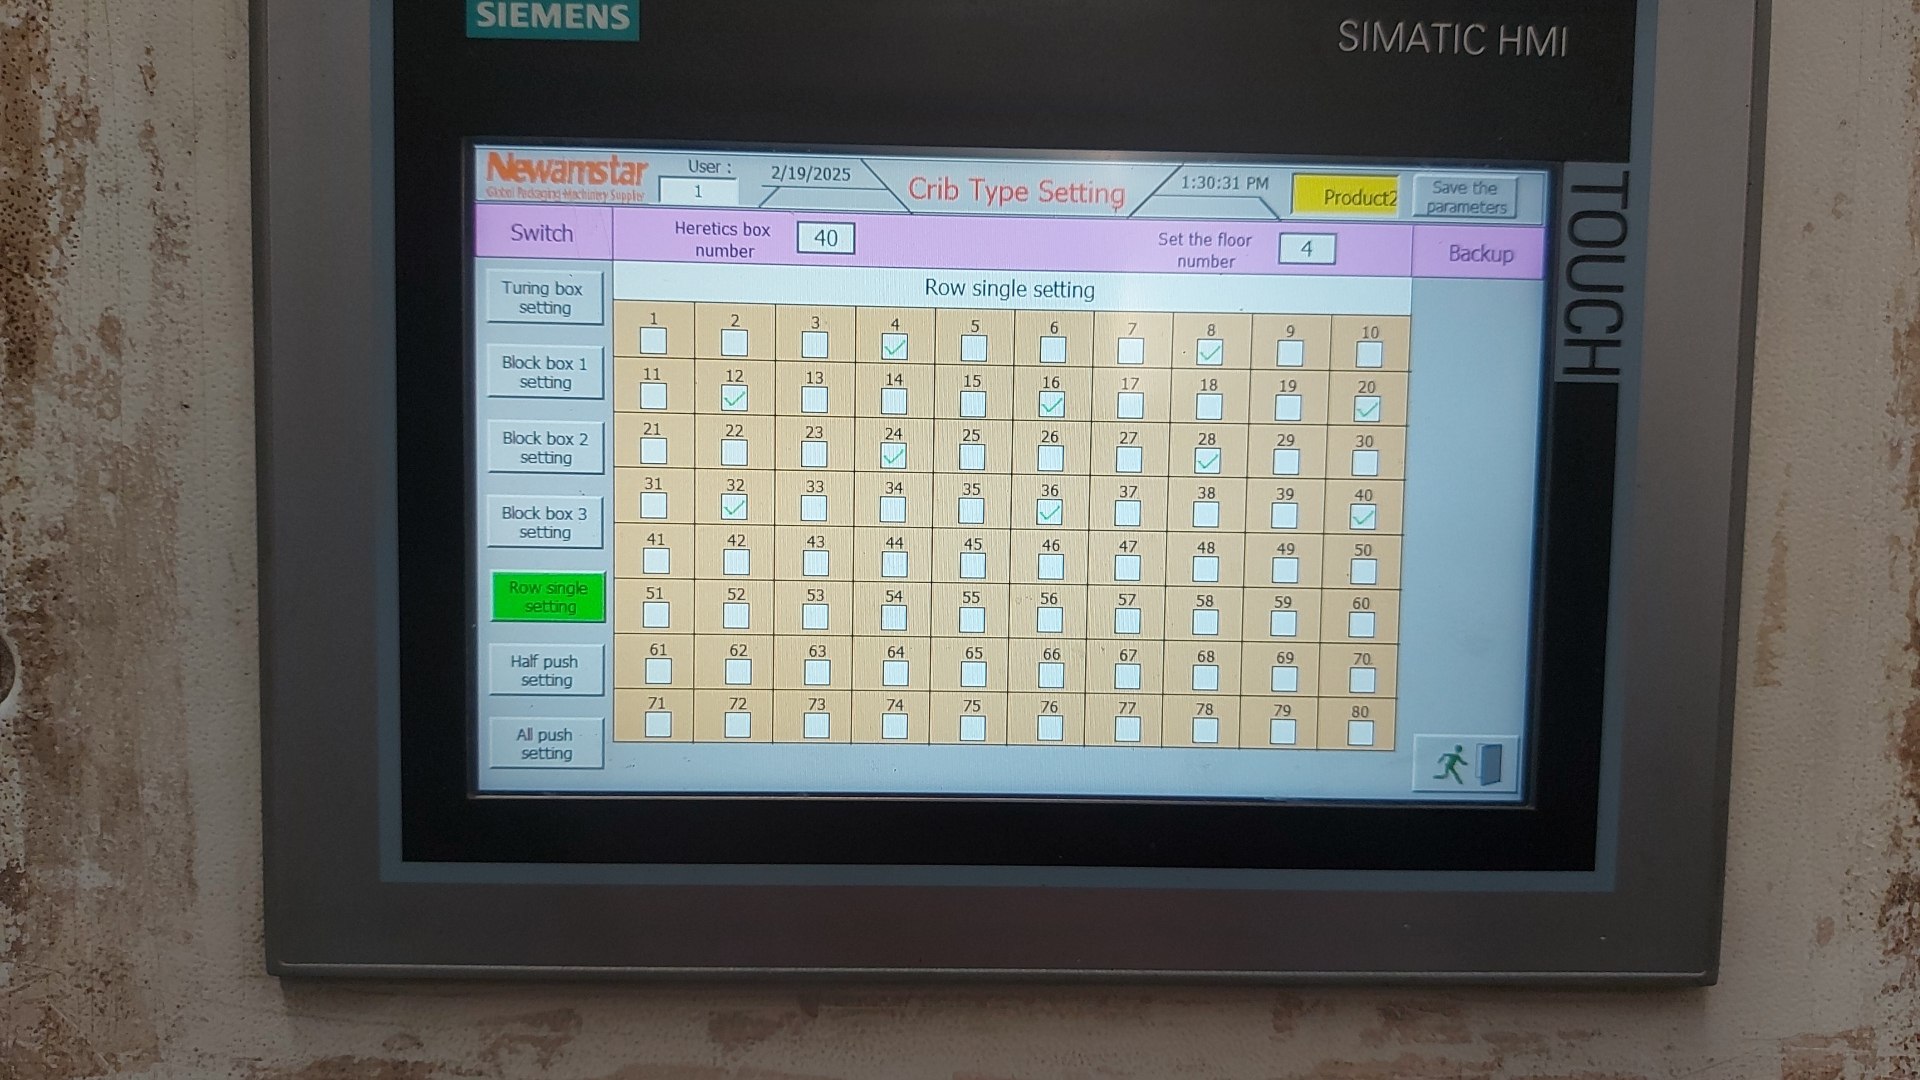 SIEMENS
SIMATIC HMI
TOUCH
Newamstar
Global Packaging Machinery Supplier
User :
1
2/19/2025
Crib Type Setting
1:30:31 PM
Product2
Save the
parameters
Switch
Heretics box
number
40
Set the floor
number
4
Backup
Row single setting
Turing box
setting
Block box 1
setting
Block box 2
setting
Block box 3
setting
Row single
setting
Half push
setting
All push
setting
1 2 3 4 5 6 7 8 9 10
11 12 13 14 15 16 17 18 19 20
21 22 23 24 25 26 27 28 29 30
31 32 33 34 35 36 37 38 39 40
41 42 43 44 45 46 47 48 49 50
51 52 53 54 55 56 57 58 59 60
61 62 63 64 65 66 67 68 69 70
71 72 73 74 75 76 77 78 79 80